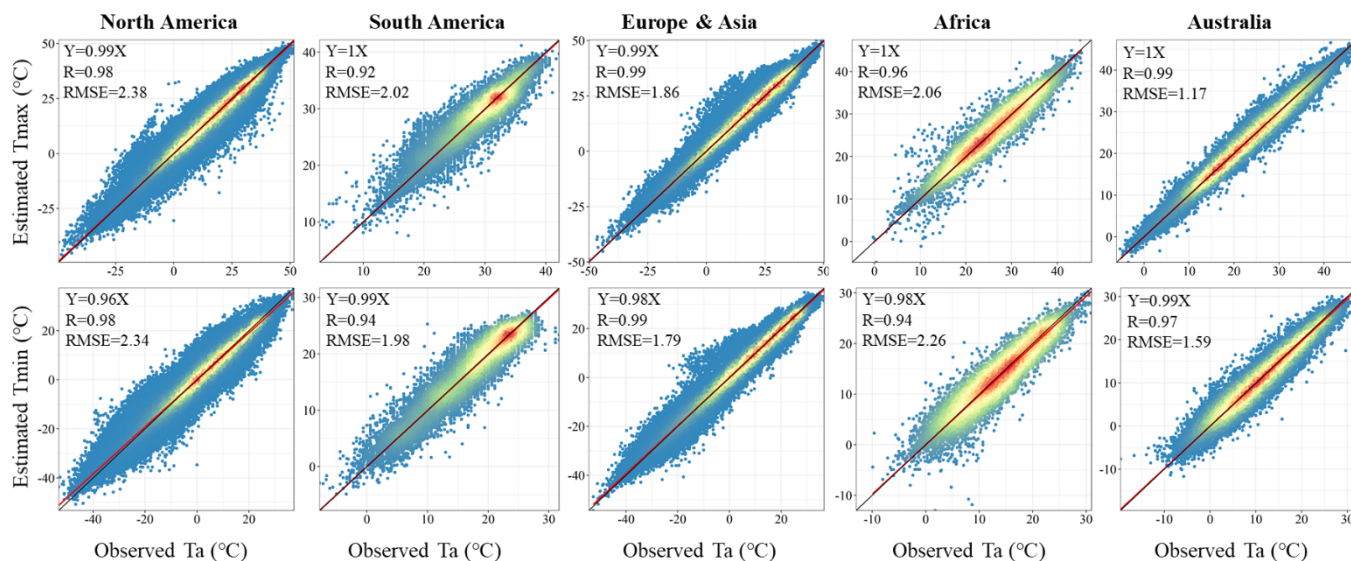 North America South America Europe & Asia Africa Australia
Estimated Tmax (°C)
Y=0.99X
R=0.98
RMSE=2.38
50
25
0
-25
-25 0 25 50
Y=1X
R=0.92
RMSE=2.02
40
30
20
10
10 20 30 40
Y=0.99X
R=0.99
RMSE=1.86
50
25
0
-25
-50
-50 -25 0 25 50
Y=1X
R=0.96
RMSE=2.06
40
30
20
10
0
0 10 20 30 40
Y=1X
R=0.99
RMSE=1.17
40
30
20
10
0
0 10 20 30 40
Estimated Tmin (°C)
Y=0.96X
R=0.98
RMSE=2.34
20
0
-20
-40
-40 -20 0 20
Y=0.99X
R=0.94
RMSE=1.98
30
20
10
0
0 10 20 30
Y=0.98X
R=0.99
RMSE=1.79
20
0
-20
-40
-40 -20 0 20
Y=0.98X
R=0.94
RMSE=2.26
30
20
10
0
-10
-10 0 10 20 30
Y=0.99X
R=0.97
RMSE=1.59
30
20
10
0
-10
-10 0 10 20 30
Observed Ta (°C) Observed Ta (°C) Observed Ta (°C) Observed Ta (°C) Observed Ta (°C)